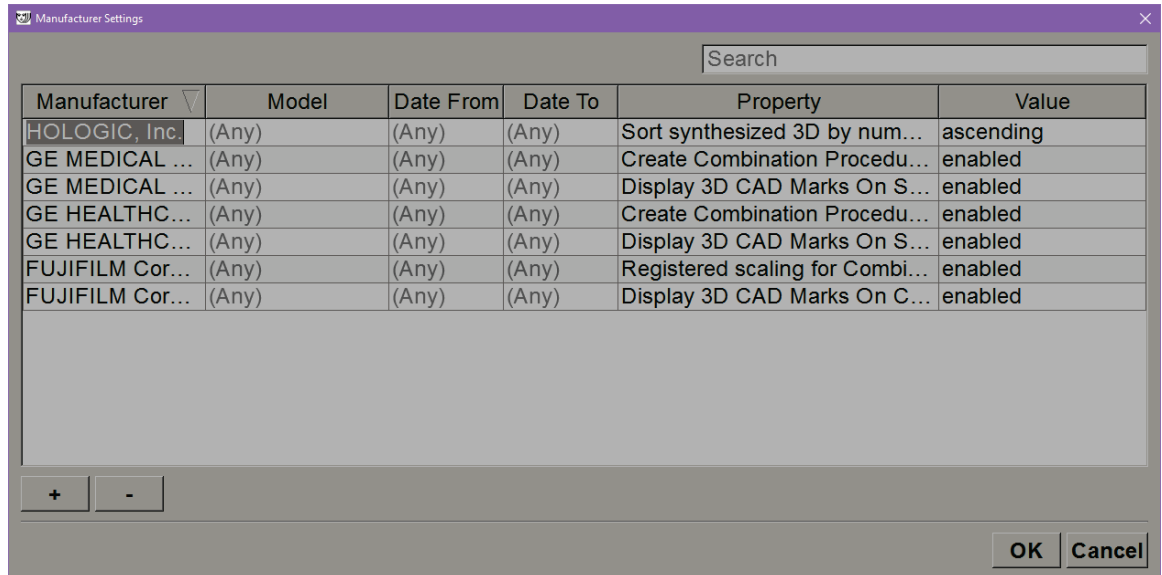 Manufacturer Settings
Search
Manufacturer Model Date From Date To Property Value
HOLOGIC, Inc. (Any) (Any) (Any) Sort synthesized 3D by num... ascending
GE MEDICAL ... (Any) (Any) (Any) Create Combination Procedu... enabled
GE MEDICAL ... (Any) (Any) (Any) Display 3D CAD Marks On S... enabled
GE HEALTHC... (Any) (Any) (Any) Create Combination Procedu... enabled
GE HEALTHC... (Any) (Any) (Any) Display 3D CAD Marks On S... enabled
FUJIFILM Cor... (Any) (Any) (Any) Registered scaling for Combi... enabled
FUJIFILM Cor... (Any) (Any) (Any) Display 3D CAD Marks On C... enabled
+ -
OK Cancel